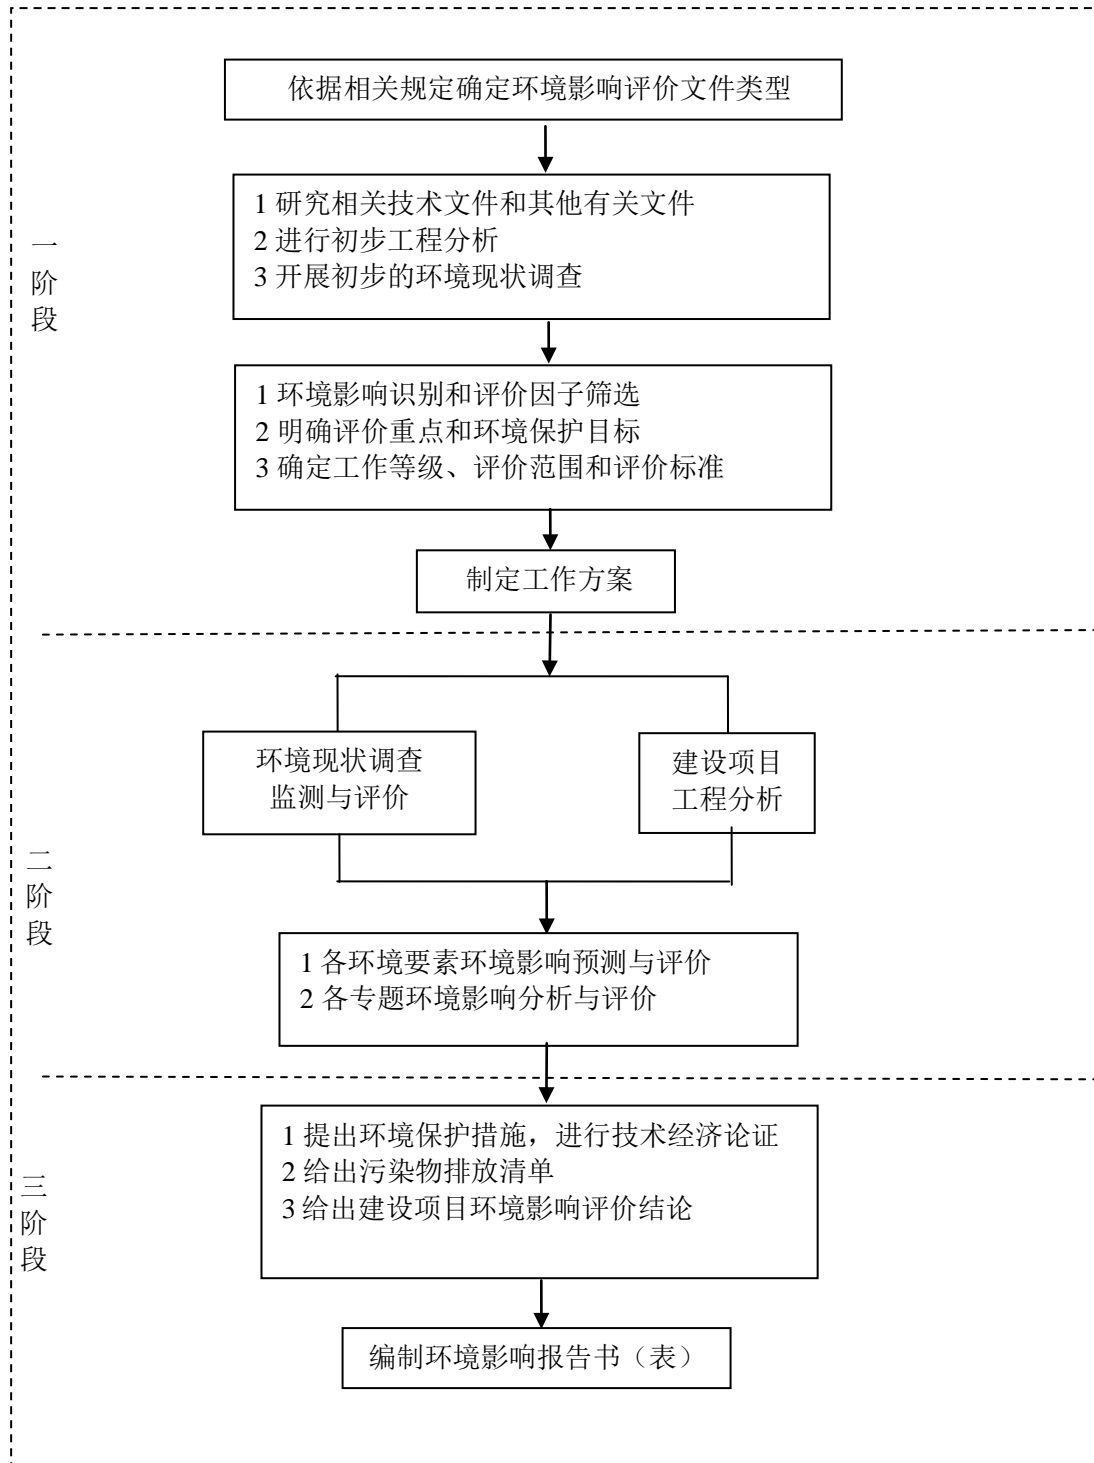 依据相关规定确定环境影响评价文件类型
1 研究相关技术文件和其他有关文件
2 进行初步工程分析
3 开展初步的环境现状调查
一
阶
段
1 环境影响识别和评价因子筛选
2 明确评价重点和环境保护目标
3 确定工作等级、评价范围和评价标准
制定工作方案
环境现状调查
监测与评价
建设项目
工程分析
二
阶
段
1 各环境要素环境影响预测与评价
2 各专题环境影响分析与评价
1 提出环境保护措施，进行技术经济论证
2 给出污染物排放清单
3 给出建设项目环境影响评价结论
三
阶
段
编制环境影响报告书（表）